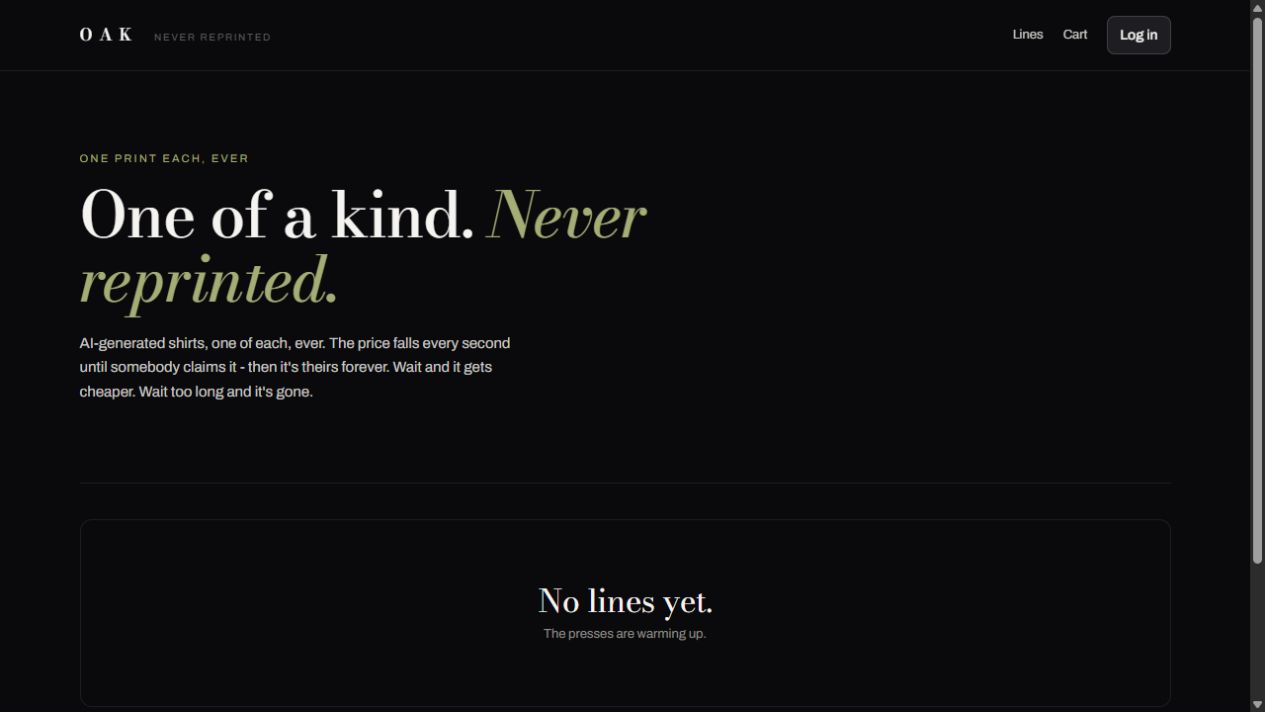 OAK NEVER REPRINTED Lines Cart Log in
ONE PRINT EACH, EVER
One of a kind. Never
reprinted.
AI-generated shirts, one of each, ever. The price falls every second
until somebody claims it - then it's theirs forever. Wait and it gets
cheaper. Wait too long and it's gone.
No lines yet.
The presses are warming up.